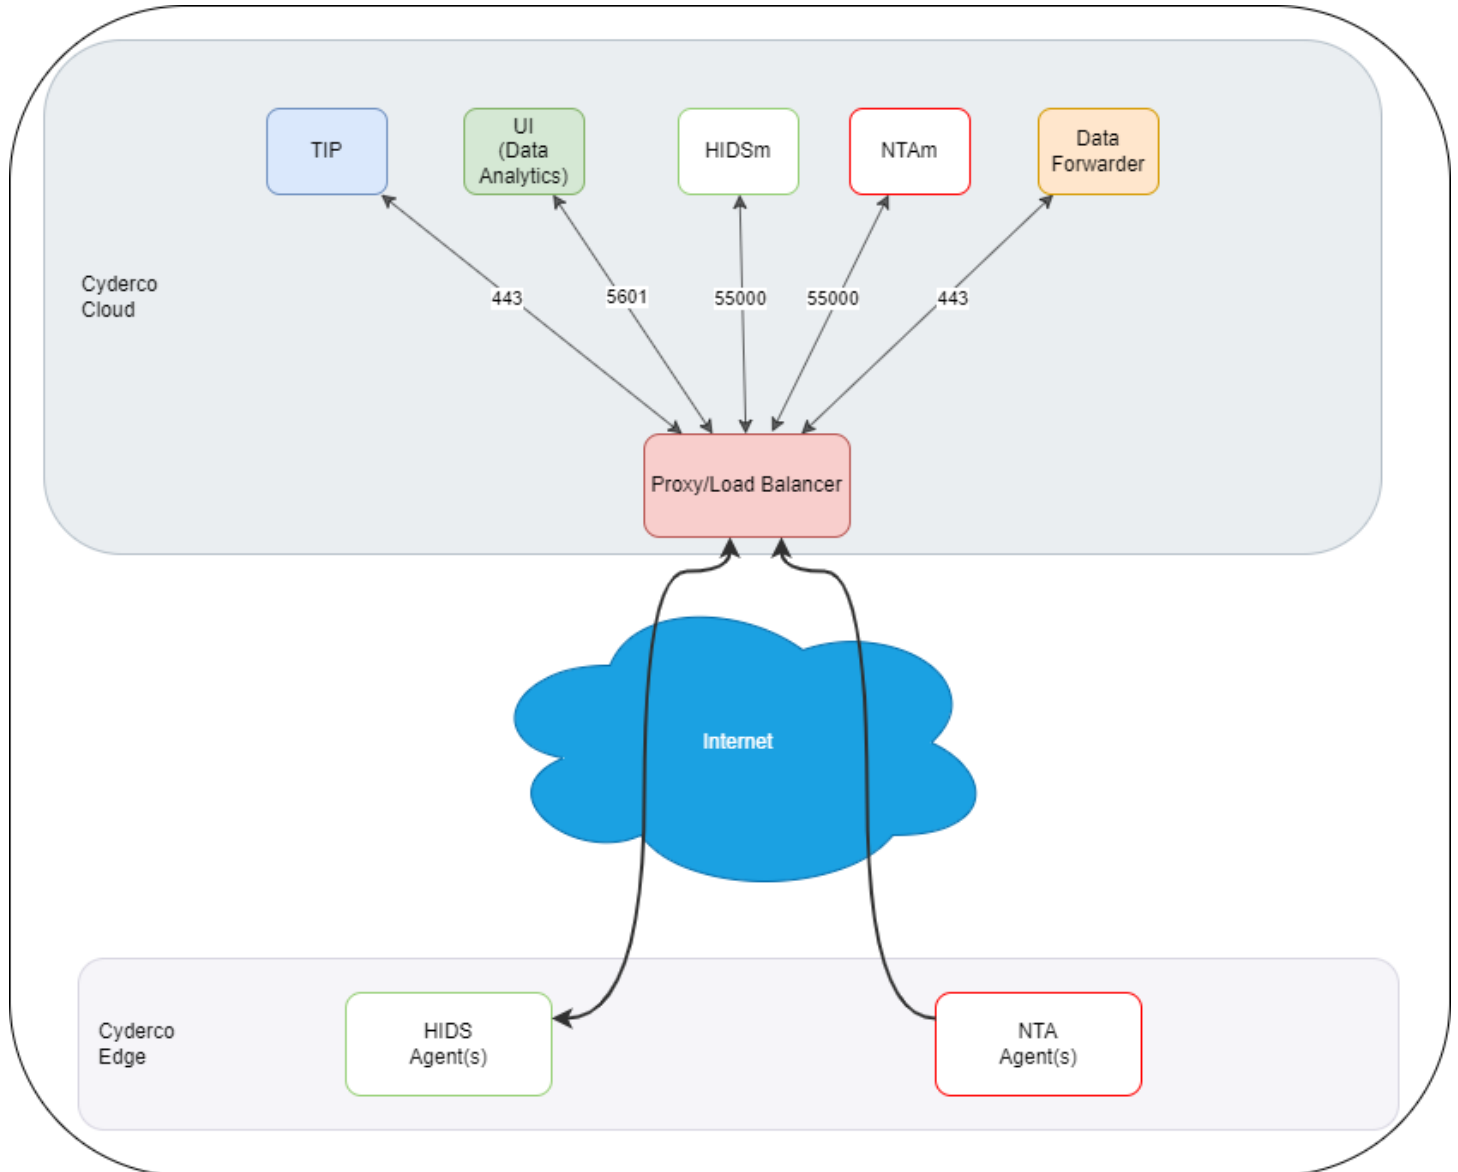 TIP
UI
(Data
Analytics)
HIDSm
NTAm
Data
Forwarder
Cyderco
Cloud
443
5601
55000
55000
443
Proxy/Load Balancer
Internet
Cyderco
Edge
HIDS
Agent(s)
NTA
Agent(s)